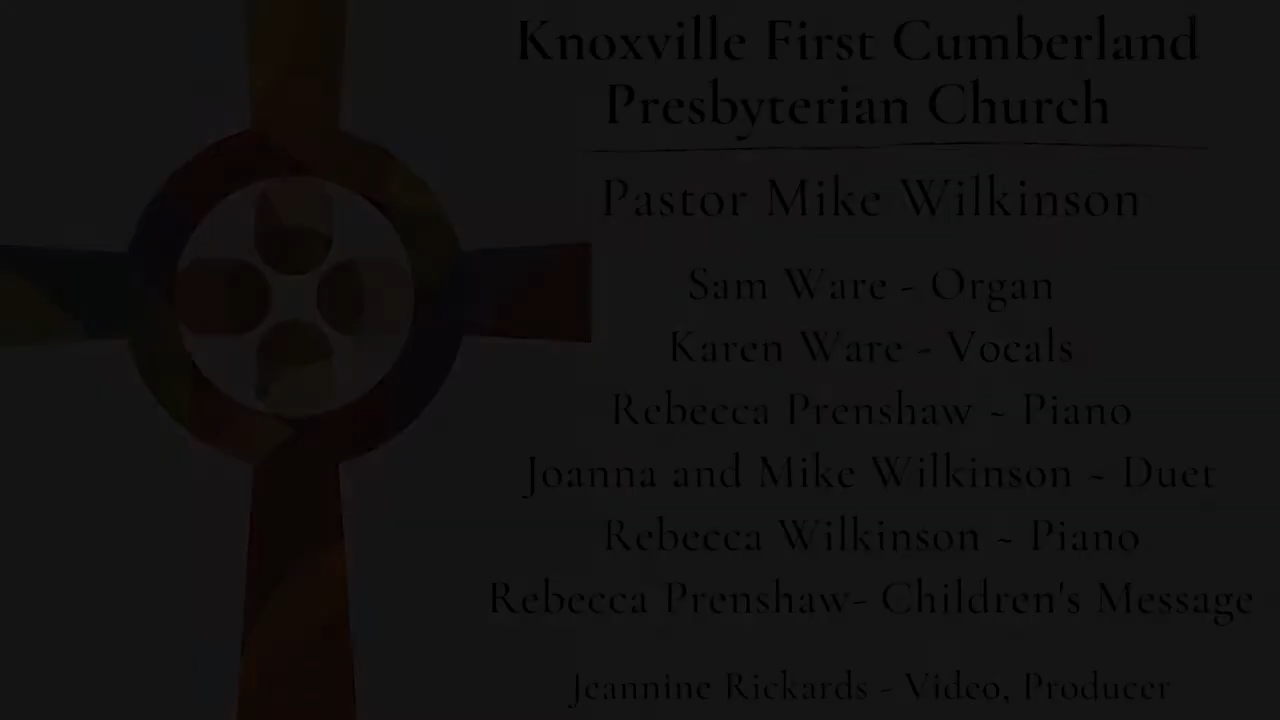 Knoxville First Cumberland
Presbyterian Church
Pastor Mike Wilkinson
Sam Ware - Organ
Karen Ware - Vocals
Rebecca Prenshaw ~ Piano
Joanna and Mike Wilkinson ~ Duet
Rebecca Wilkinson ~ Piano
Rebecca Prenshaw- Children's Message
Jeannine Rickards - Video, Producer